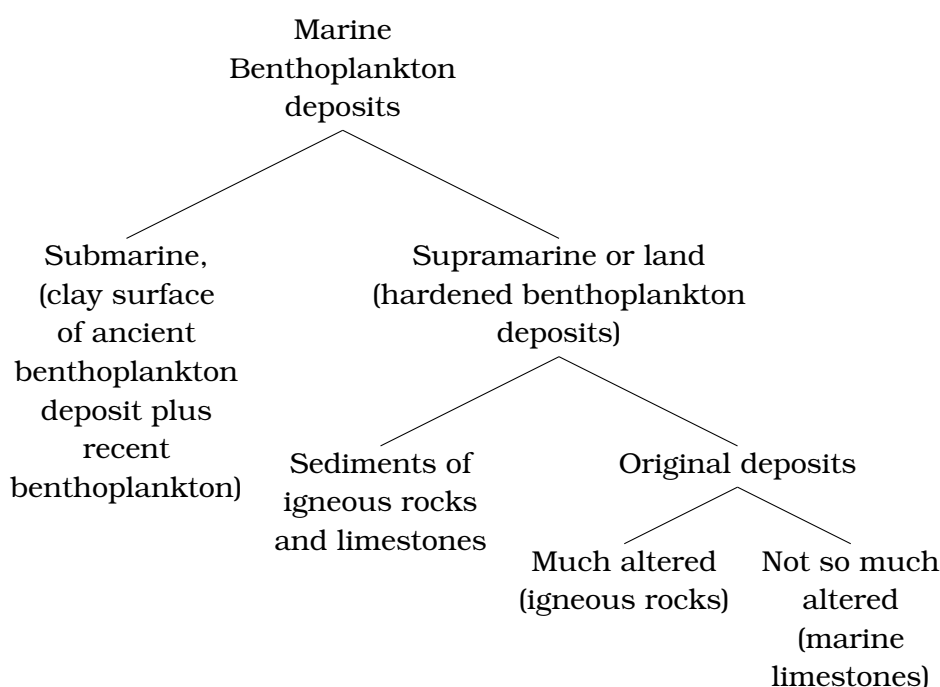 Marine
Benthoplankton
deposits
Submarine,
(clay surface
of ancient
benthoplankton
deposit plus
recent
benthoplankton)
Supramarine or land
(hardened benthoplankton
deposits)
Sediments of
igneous rocks
and limestones
Original deposits
Much altered
(igneous rocks)
Not so much
altered
(marine
limestones)